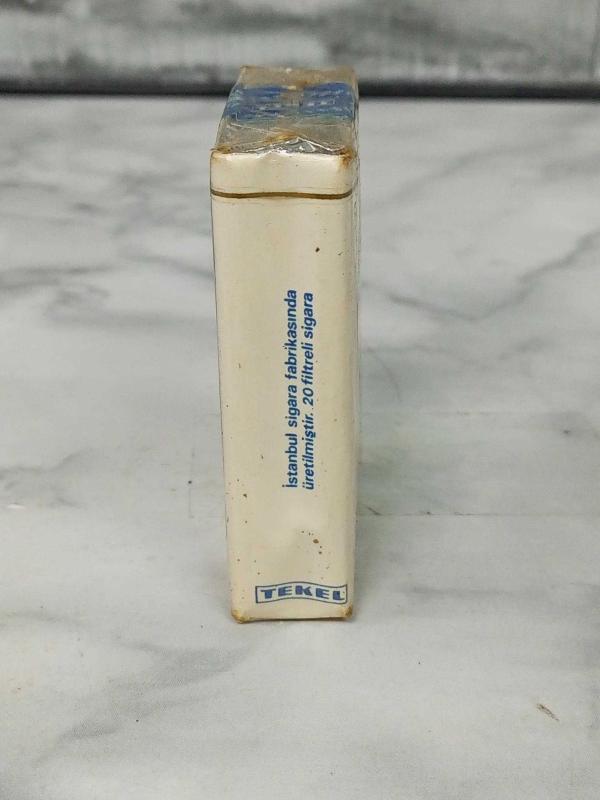 İstanbul sigara fabrikasında
üretilmiştir. 20 filtreli sigara
TEKEL